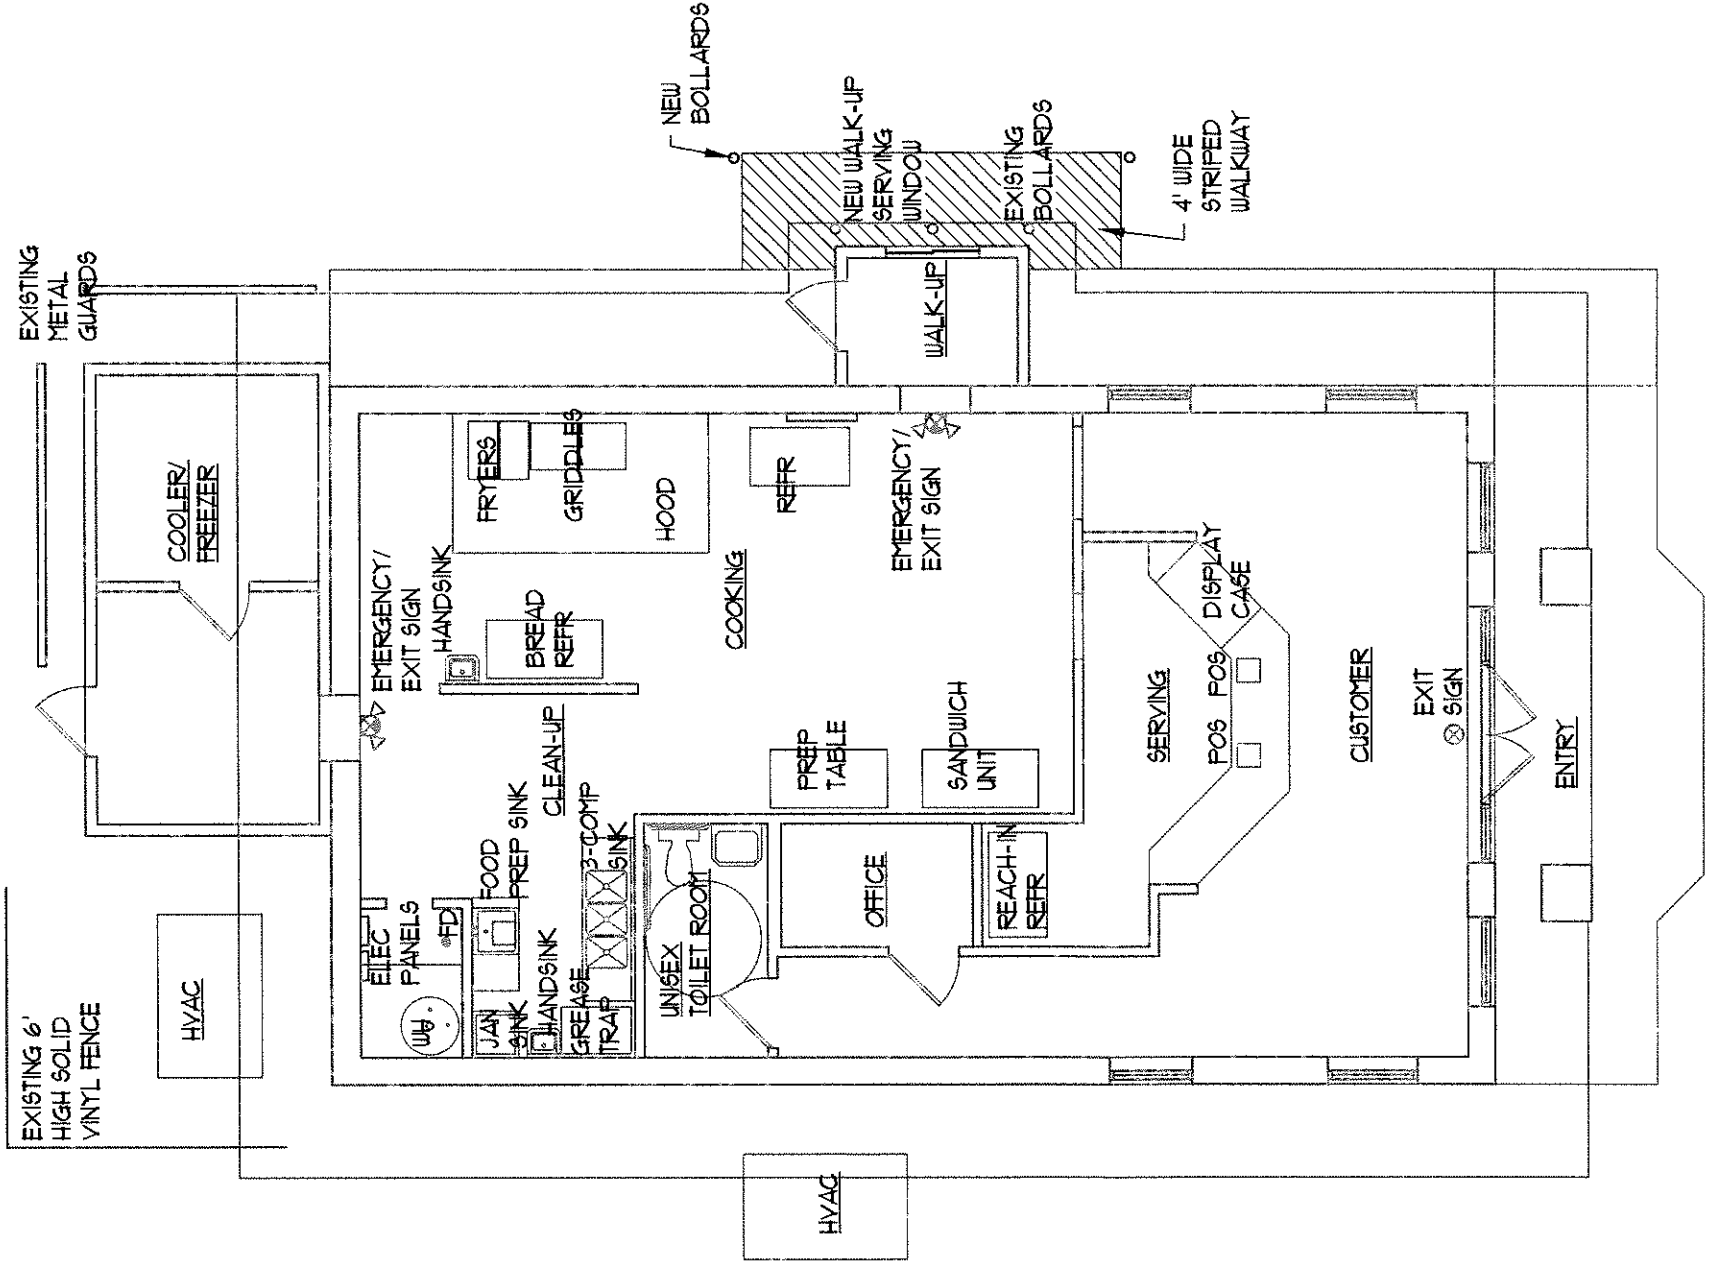 NEW
BOLLARDS
EXISTING
METAL
GUARDS
NEW WALK-UP
SERVING
WINDOW
EXISTING
BOLLARDS
4' WIDE
STRIPED
WALKWAY
WALK-UP
COOLER/
FREEZER
FRYERS
GRIDDLES
HOOD
REFR
EMERGENCY/
EXIT SIGN
EMERGENCY/
EXIT SIGN
HANDSINK
BREAD
REFR
COOKING
DISPLAY
CASE
CLEAN-UP
PREP
TABLE
SANDWICH
UNIT
SERVING
POS POS
CUSTOMER
EXIT
SIGN
ENTRY
FOOD
PREP SINK
3-COMP
SINK
ELEC
PANELS
FD
WH
JAN
SINK
HANDSINK
GREASE
TRAP
UNISEX
TOILET ROOM
OFFICE
REACH-IN
REFR
HVAC
EXISTING 6'
HIGH SOLID
VINYL FENCE
HVAC